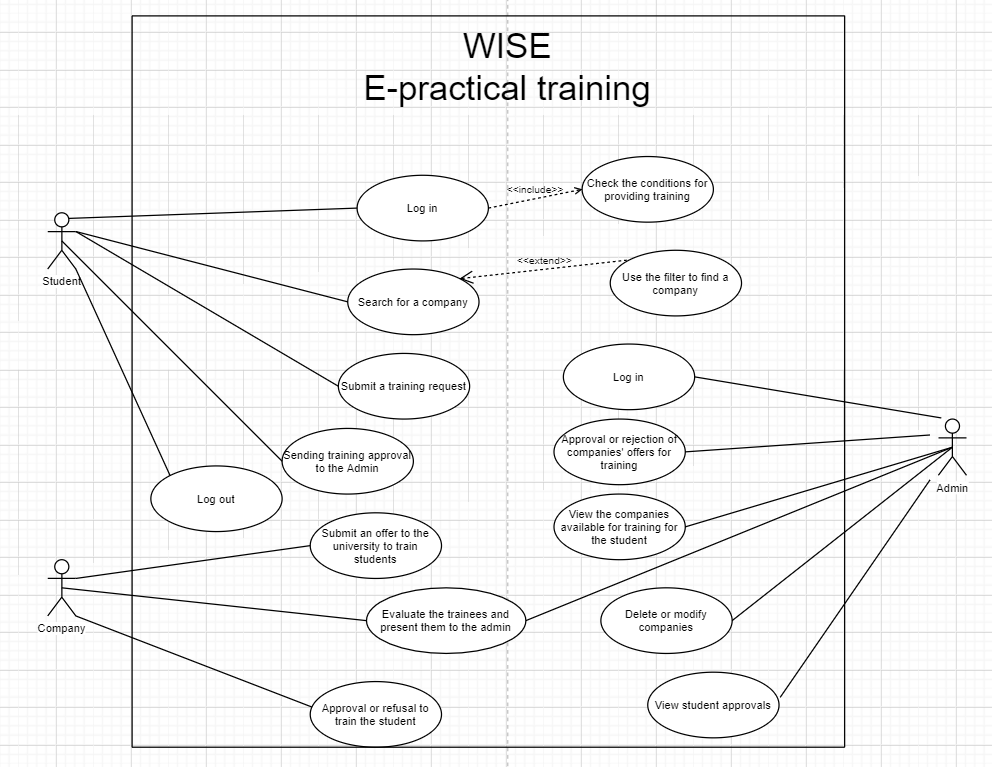 WISE
E-practical training
Log in
<<include>>
Check the conditions for
providing training
Student
Search for a company
<<extend>>
Use the filter to find a
company
Submit a training request
Log in
Sending training approval
to the Admin
Approval or rejection of
companies' offers for
training
Admin
Log out
View the companies
available for training for
the student
Submit an offer to the
university to train
students
Company
Evaluate the trainees and
present them to the admin
Delete or modify
companies
Approval or refusal to
train the student
View student approvals